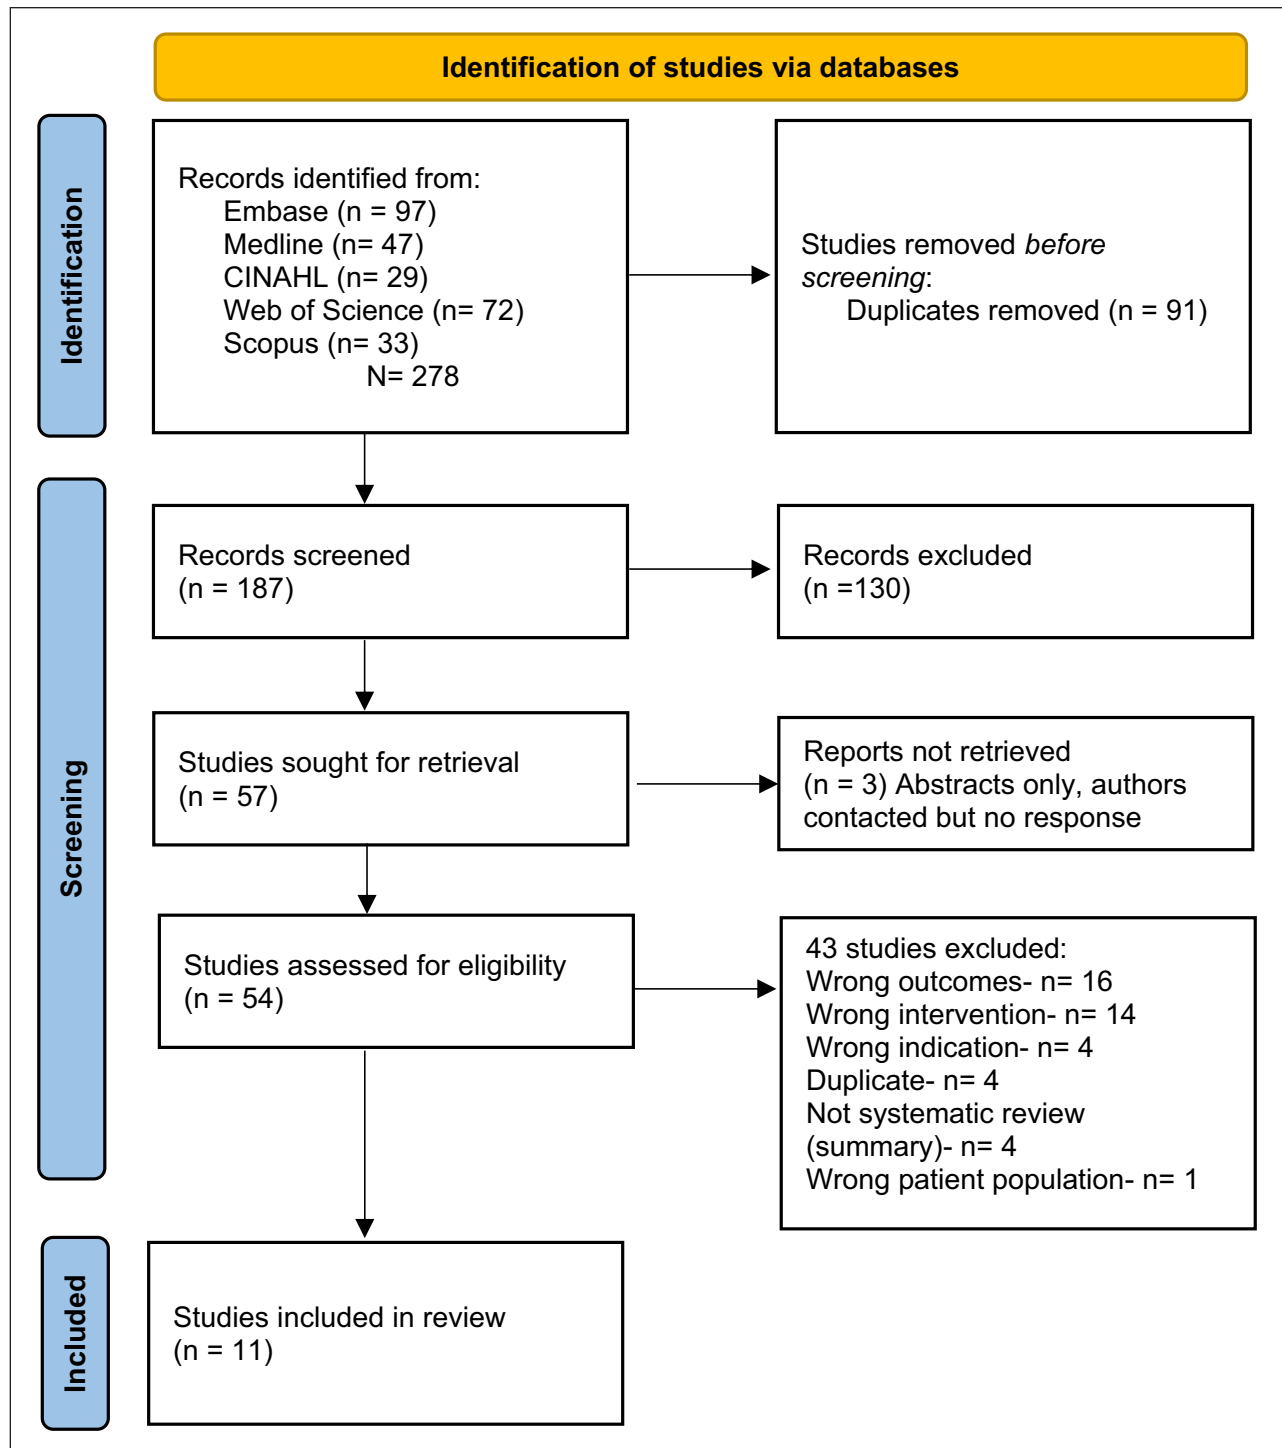 Identification of studies via databases
Identification
Records identified from:
Embase (n = 97)
Medline (n= 47)
CINAHL (n= 29)
Web of Science (n= 72)
Scopus (n= 33)
N= 278
Studies removed before
screening:
Duplicates removed (n = 91)
Screening
Records screened
(n = 187)
Records excluded
(n =130)
Studies sought for retrieval
(n = 57)
Reports not retrieved
(n = 3) Abstracts only, authors
contacted but no response
Studies assessed for eligibility
(n = 54)
43 studies excluded:
Wrong outcomes- n= 16
Wrong intervention- n= 14
Wrong indication- n= 4
Duplicate- n= 4
Not systematic review
(summary)- n= 4
Wrong patient population- n= 1
Included
Studies included in review
(n = 11)